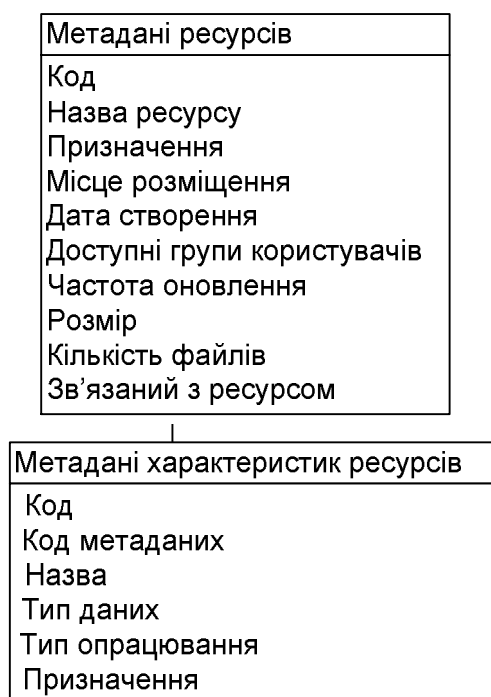 Метадані ресурсів
Код
Назва ресурсу
Призначення
Місце розміщення
Дата створення
Доступні групи користувачів
Частота оновлення
Розмір
Кількість файлів
Зв’язаний з ресурсом
Метадані характеристик ресурсів
Код
Код метаданих
Назва
Тип даних
Тип опрацювання
Призначення